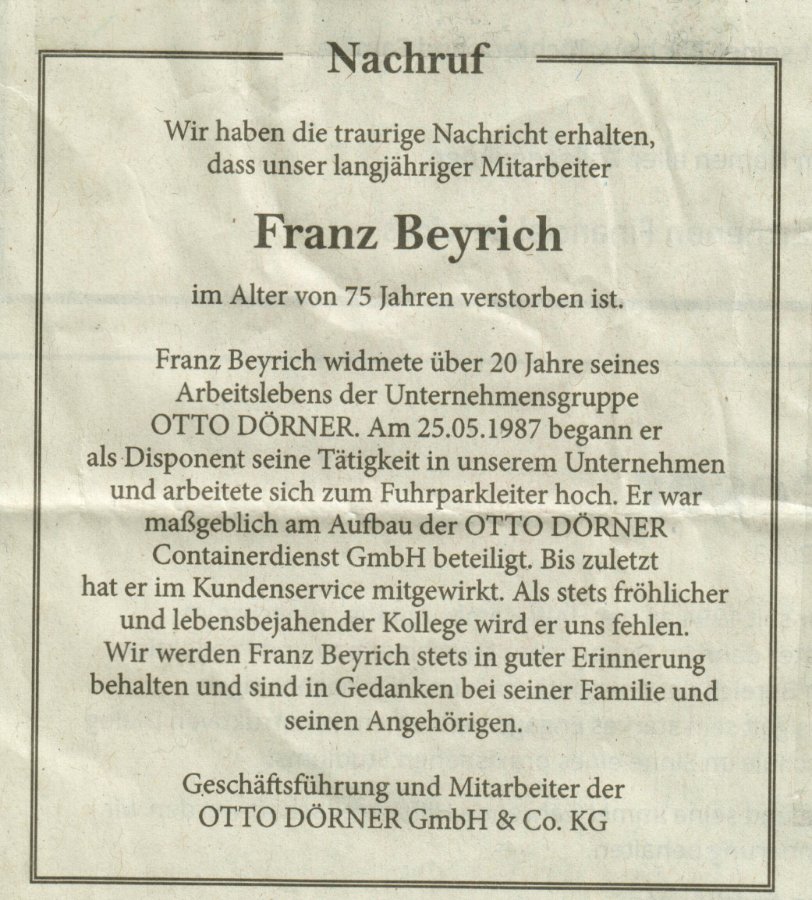 Nachruf
Wir haben die traurige Nachricht erhalten,
dass unser langjähriger Mitarbeiter
Franz Beyrich
im Alter von 75 Jahren verstorben ist.
Franz Beyrich widmete über 20 Jahre seines
Arbeitslebens der Unternehmensgruppe
OTTO DÖRNER. Am 25.05.1987 begann er
als Disponent seine Tätigkeit in unserem Unternehmen
und arbeitete sich zum Fuhrparkleiter hoch. Er war
maßgeblich am Aufbau der OTTO DÖRNER
Containerdienst GmbH beteiligt. Bis zuletzt
hat er im Kundenservice mitgewirkt. Als stets fröhlicher
und lebensbejahender Kollege wird er uns fehlen.
Wir werden Franz Beyrich stets in guter Erinnerung
behalten und sind in Gedanken bei seiner Familie und
seinen Angehörigen.
Geschäftsführung und Mitarbeiter der
OTTO DÖRNER GmbH & Co. KG